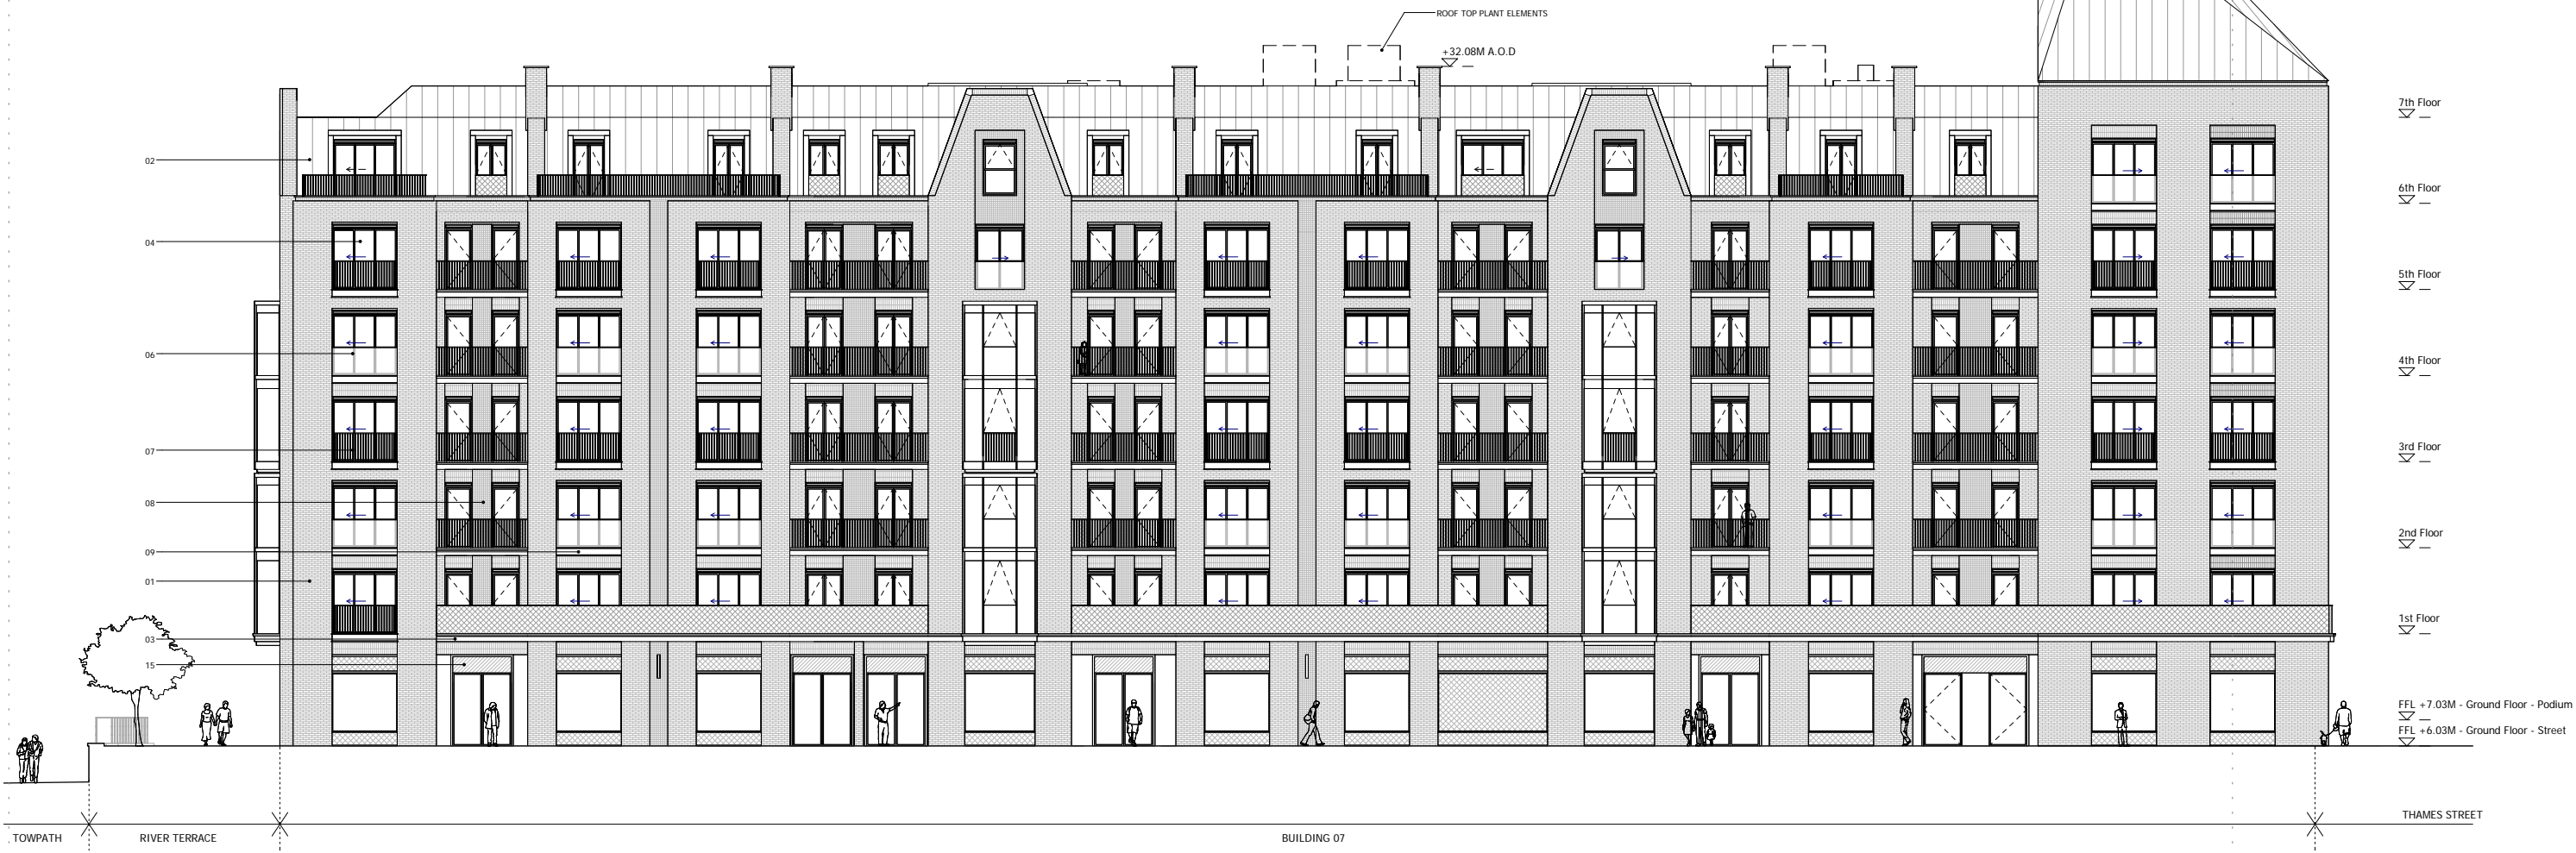 ROOF TOP PLANT ELEMENTS
+32.08M A.O.D
7th Floor
02
6th Floor
04
5th Floor
06
4th Floor
07
3rd Floor
08
2nd Floor
09
01
1st Floor
03
15
FFL +7.03M - Ground Floor - Podium
FFL +6.03M - Ground Floor - Street
THAMES STREET
TOWPATH
RIVER TERRACE
BUILDING 07